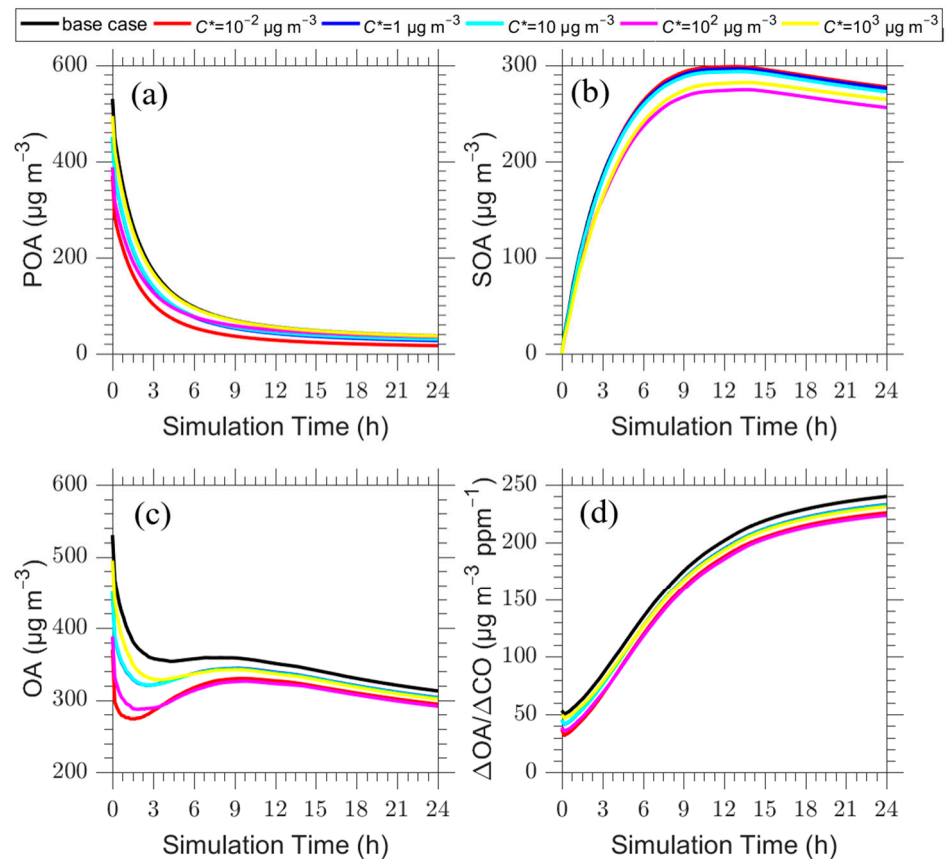 base case C*=10⁻² µg m⁻³ C*=1 µg m⁻³ C*=10 µg m⁻³ C*=10² µg m⁻³ C*=10³ µg m⁻³
(a)
POA (µg m⁻³)
600
400
200
0
0 3 6 9 12 15 18 21 24
Simulation Time (h)
(b)
SOA (µg m⁻³)
300
200
100
0
0 3 6 9 12 15 18 21 24
Simulation Time (h)
(c)
OA (µg m⁻³)
600
500
400
300
200
0 3 6 9 12 15 18 21 24
Simulation Time (h)
(d)
ΔOA/ΔCO (µg m⁻³ ppm⁻¹)
250
200
150
100
50
0
0 3 6 9 12 15 18 21 24
Simulation Time (h)